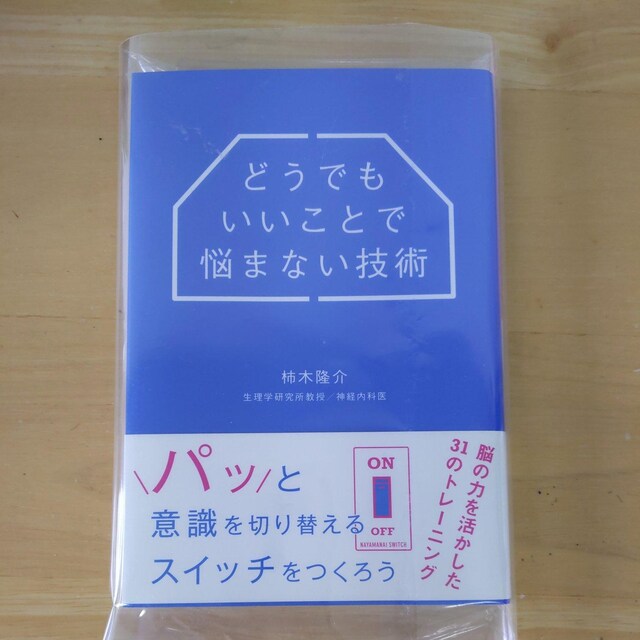 どうでも
いいことで
悩まない技術
柿木隆介
生理学研究所教授／神経内科医
\パッ/と
意識を切り替える
スイッチをつくろう
ON
OFF
NAYAMANAI SWITCH
脳の力を活かした
31のトレーニング